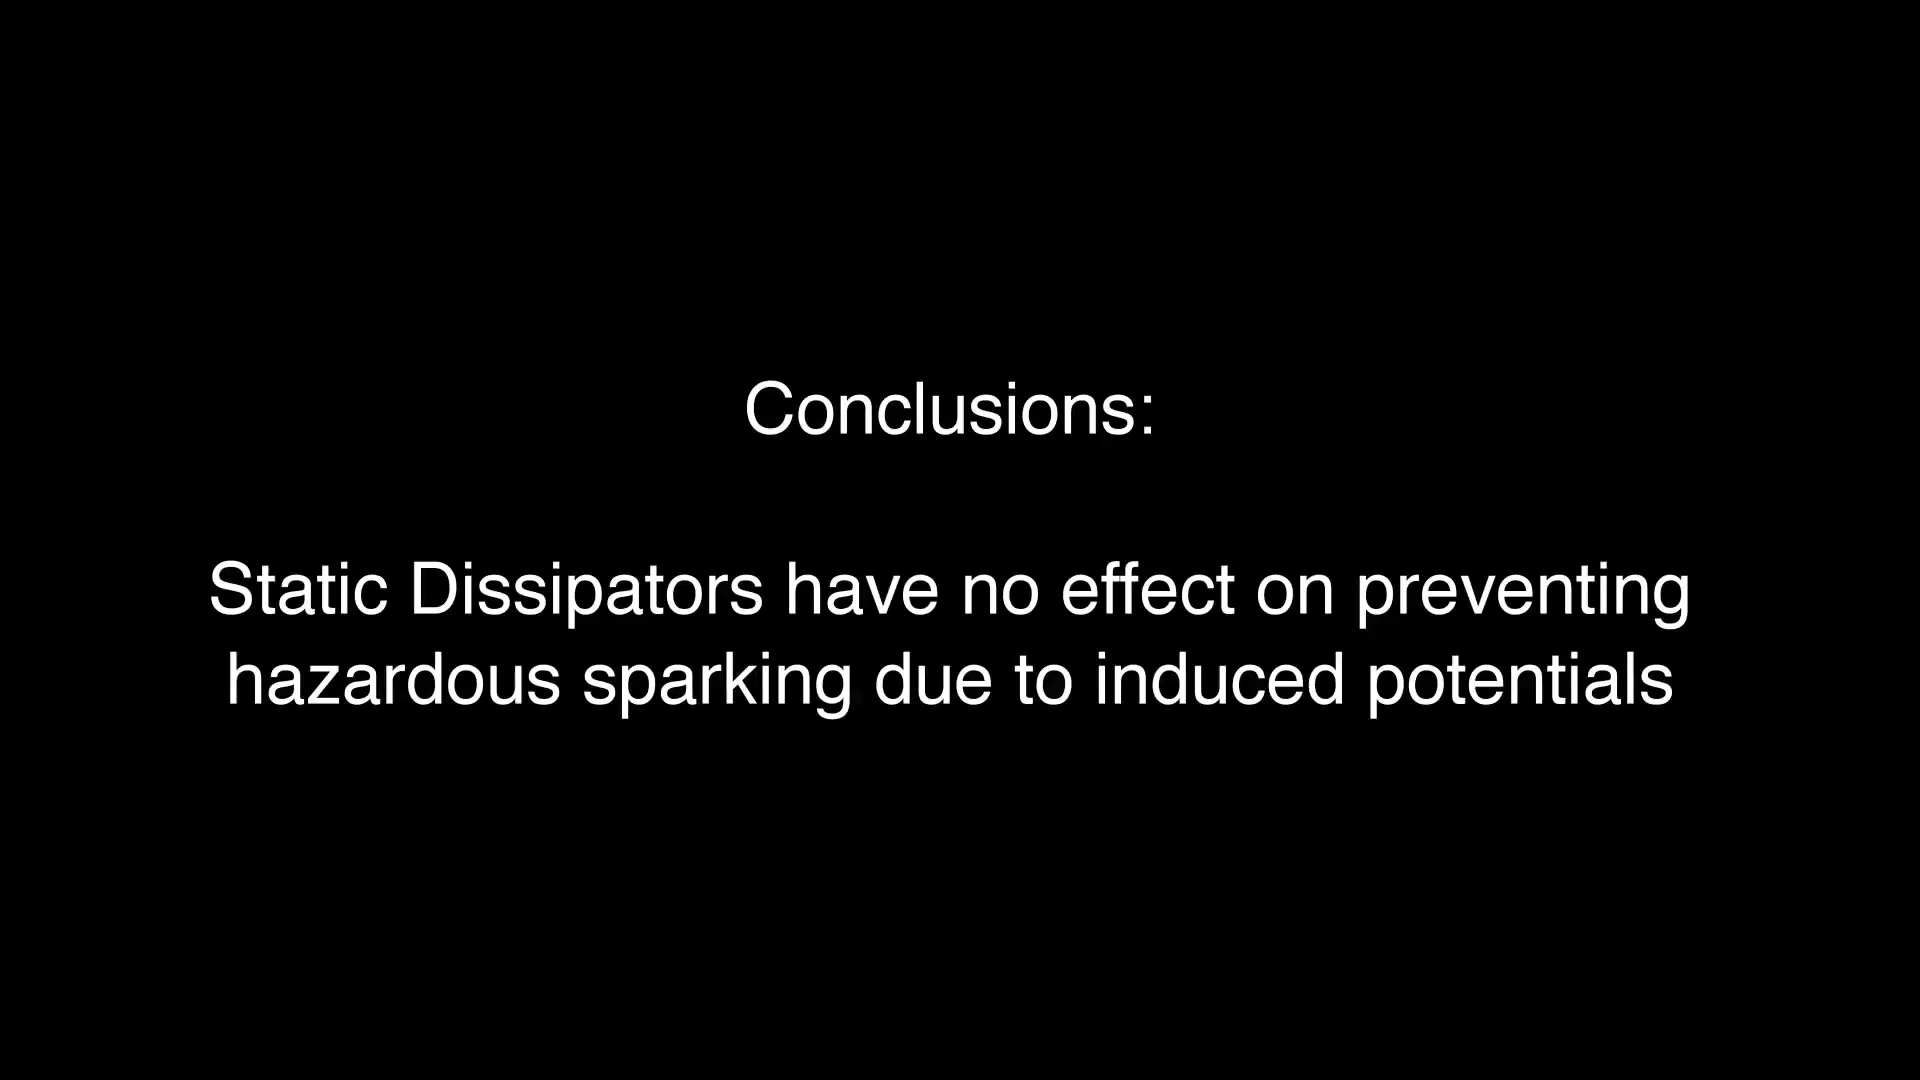 Conclusions:
Static Dissipators have no effect on preventing
hazardous sparking due to induced potentials